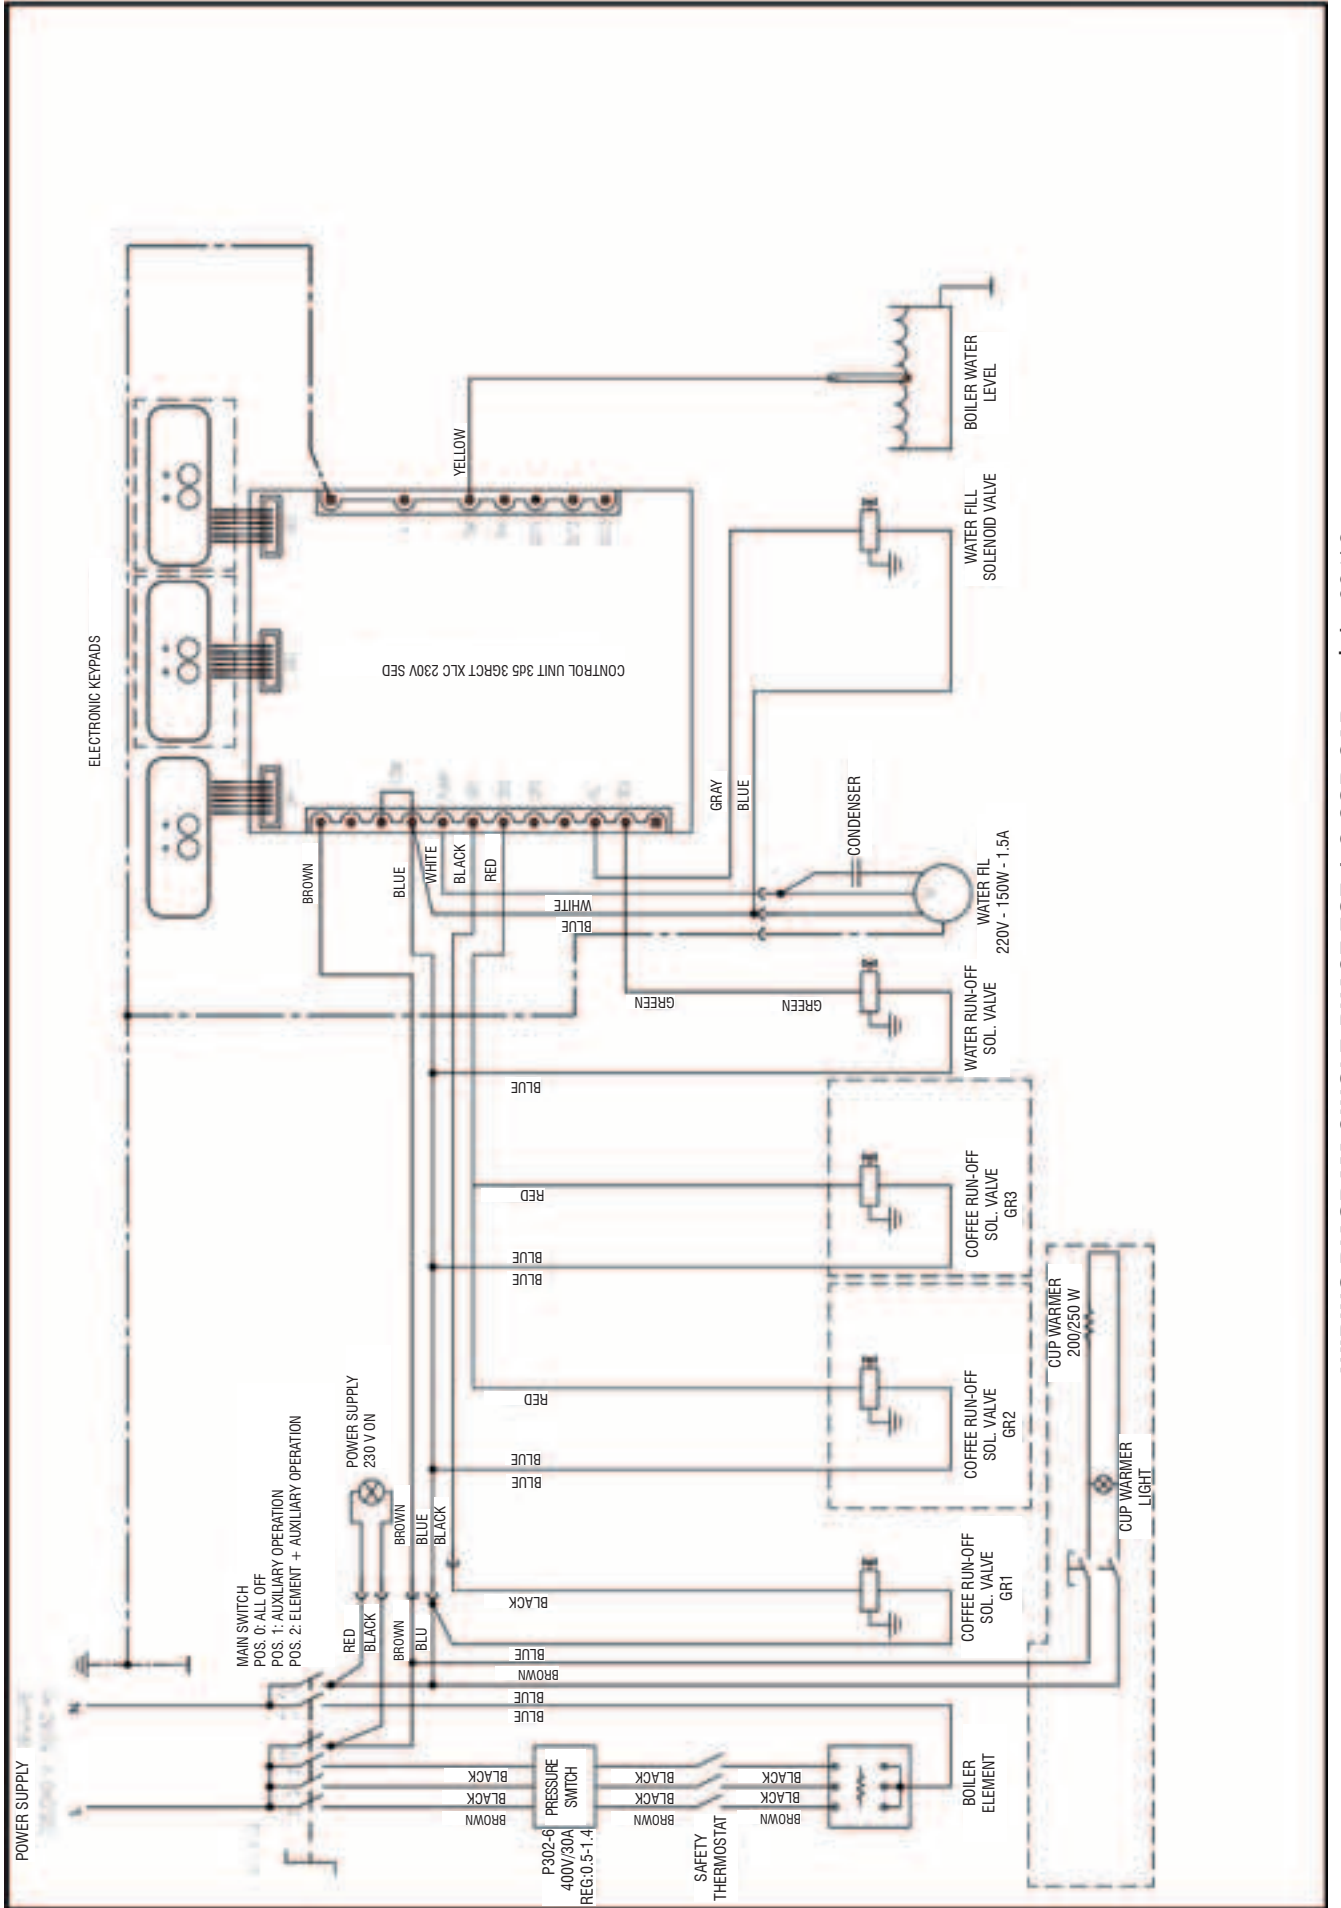 POWER SUPPLY
L
N
MAIN SWITCH
POS. 0: ALL OFF
POS. 1: AUXILIARY OPERATION
POS. 2: ELEMENT + AUXILIARY OPERATION
POWER SUPPLY
230 V ON
RED
BLACK
BROWN
BLU
BROWN
BLUE
BLACK
ELECTRONIC KEYPADS
CONTROL UNIT 3d5 3GRCT XLC 230V SED
BROWN
BLUE
WHITE
BLACK
RED
YELLOW
GRAY
BLUE
WHITE
BLUE
GREEN
GREEN
BLUE
RED
BLUE
BLUE
RED
BLUE
BLUE
BLACK
BLUE
BROWN
BLUE
BLUE
BLACK
BLACK
BROWN
P302-6
400V/30A
REG:0.5-1.4
PRESSURE
SWITCH
BLACK
BLACK
BROWN
SAFETY
THERMOSTAT
BLACK
BLACK
BROWN
BOILER
ELEMENT
COFFEE RUN-OFF
SOL. VALVE
GR1
COFFEE RUN-OFF
SOL. VALVE
GR2
COFFEE RUN-OFF
SOL. VALVE
GR3
WATER RUN-OFF
SOL. VALVE
WATER FIL
220V - 150W - 1.5A
CONDENSER
WATER FILL
SOLENOID VALVE
BOILER WATER
LEVEL
CUP WARMER
200/250 W
CUP WARMER
LIGHT